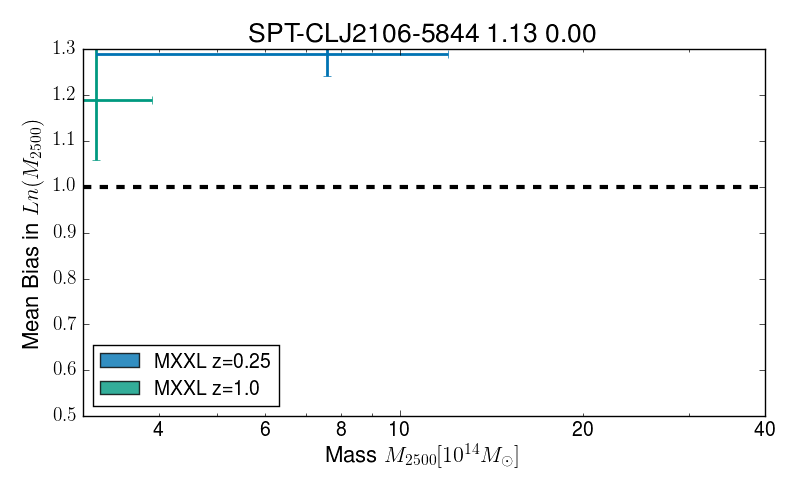 SPT-CLJ2106-5844 1.13 0.00
Mean Bias in Ln(M₂₅₀₀)
1.3
1.2
1.1
1.0
0.9
0.8
0.7
0.6
0.5
MXXL z=0.25
MXXL z=1.0
4 6 8 10 20 40
Mass M₂₅₀₀[10¹⁴M☉]